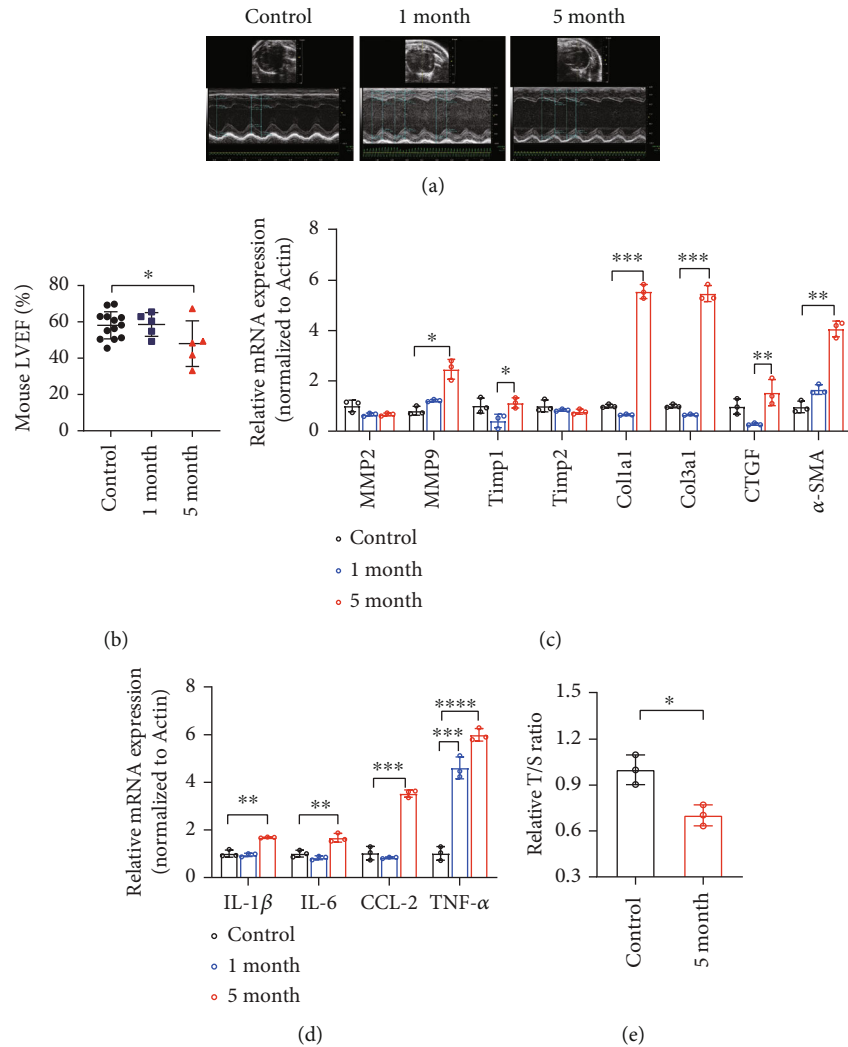 Control 1 month 5 month
(a)
Mouse LVEF (%)
100
80
60
40
20
0
*
Control
1 month
5 month
(b)
Relative mRNA expression
(normalized to Actin)
8
6
4
2
0
* * *** *** ** **
MMP2
MMP9
Timp1
Timp2
Col1a1
Col3a1
CTGF
α-SMA
Control
1 month
5 month
(c)
Relative mRNA expression
(normalized to Actin)
8
6
4
2
0
** ** *** *** ****
IL-1β IL-6 CCL-2 TNF-α
Control
1 month
5 month
(d)
Relative T/S ratio
1.5
1.2
0.9
0.6
0.3
*
Control
5 month
(e)